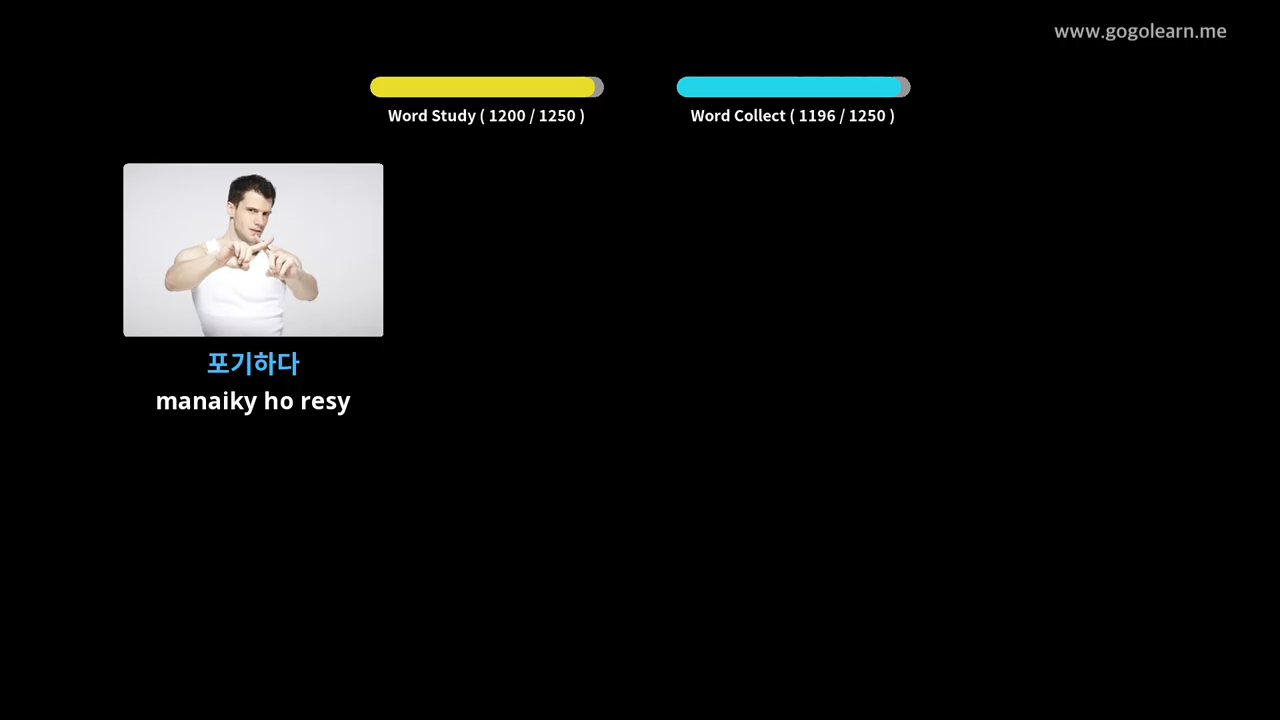 www.gogolearn.me
Word Study ( 1200 / 1250 )
Word Collect ( 1196 / 1250 )
포기하다
manaiky ho resy